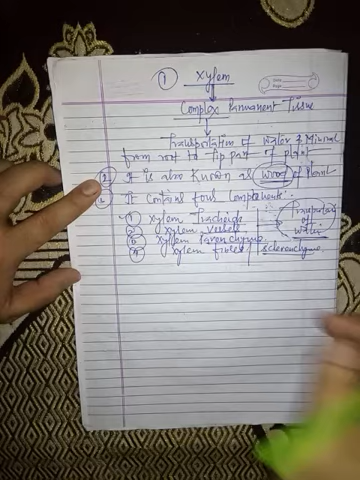 ① Xylem
Complex Permanent Tissue
Transportation of water & Minral
from root to Tip part of plant
1 It is also known as wood of plant
2 It contains four components :
① Xylem Tracheids
② xylem vessels
③ xylem Parenchyma
④ xylem fibres
Transportation
of
water
sclerenchyma